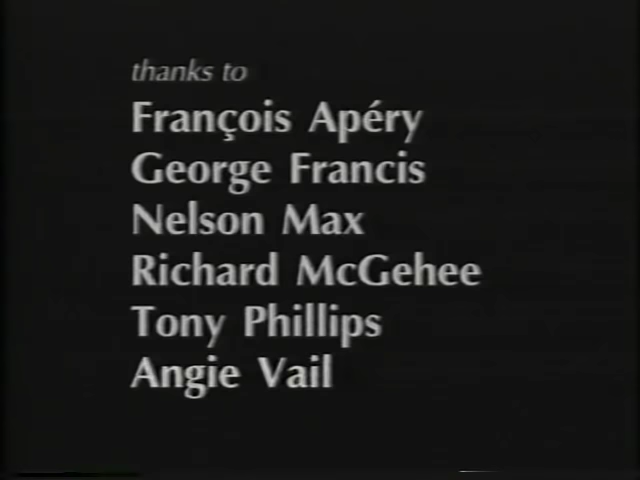 thanks to
François Apéry
George Francis
Nelson Max
Richard McGehee
Tony Phillips
Angie Vail